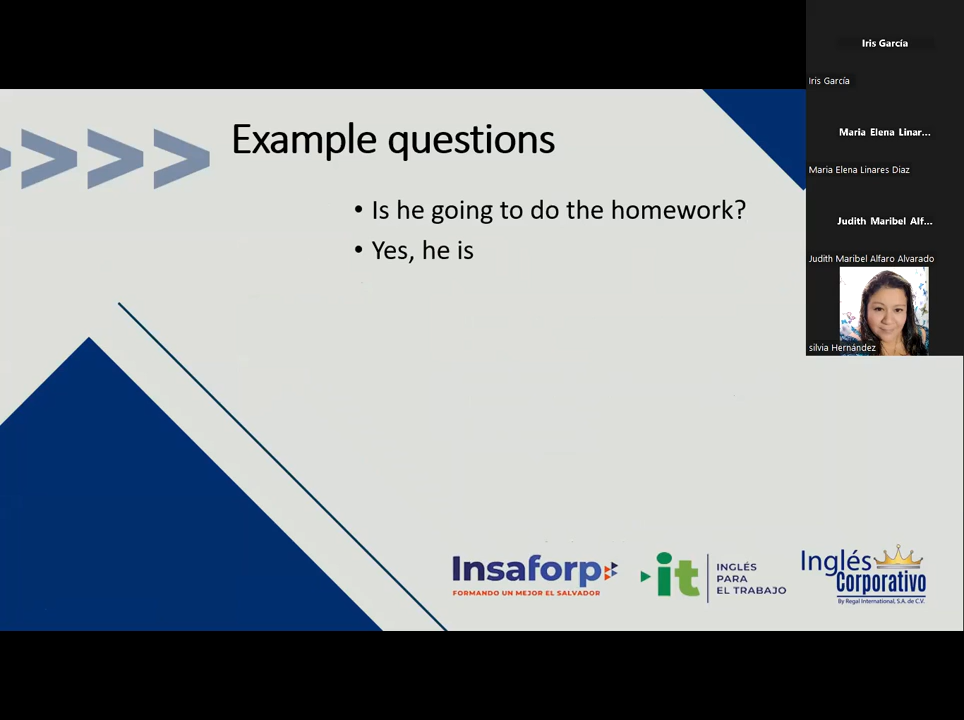 Example questions
• Is he going to do the homework?
• Yes, he is
Iris García
Iris García
Maria Elena Linar...
Maria Elena Linares Diaz
Judith Maribel Alf...
Judith Maribel Alfaro Alvarado
silvia Hernández
Insaforp
FORMANDO UN MEJOR EL SALVADOR
it
INGLÉS
PARA
EL TRABAJO
Inglés
Corporativo
By Regal International, S.A. de C.V.